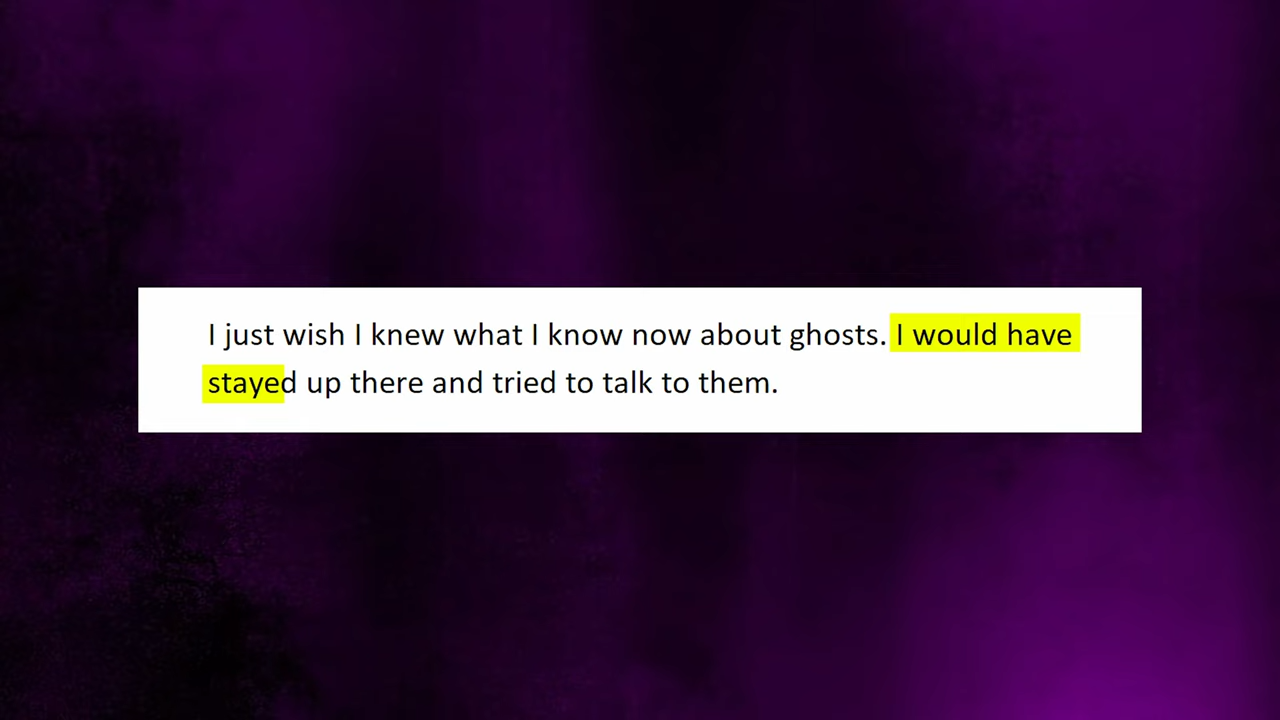 I just wish I knew what I know now about ghosts. I would have
stayed up there and tried to talk to them.